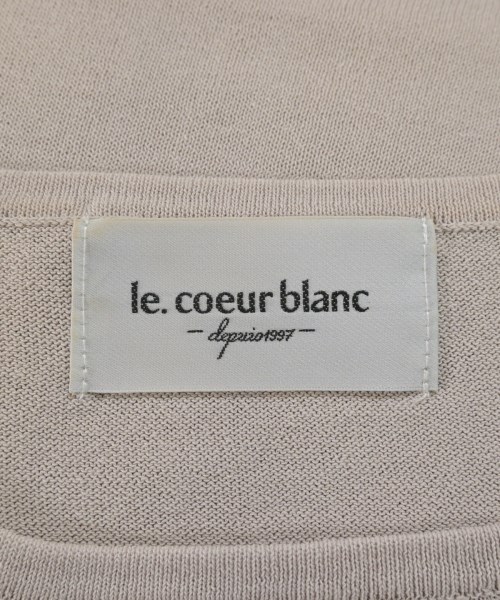 le. coeur blanc
- depuis1997 -